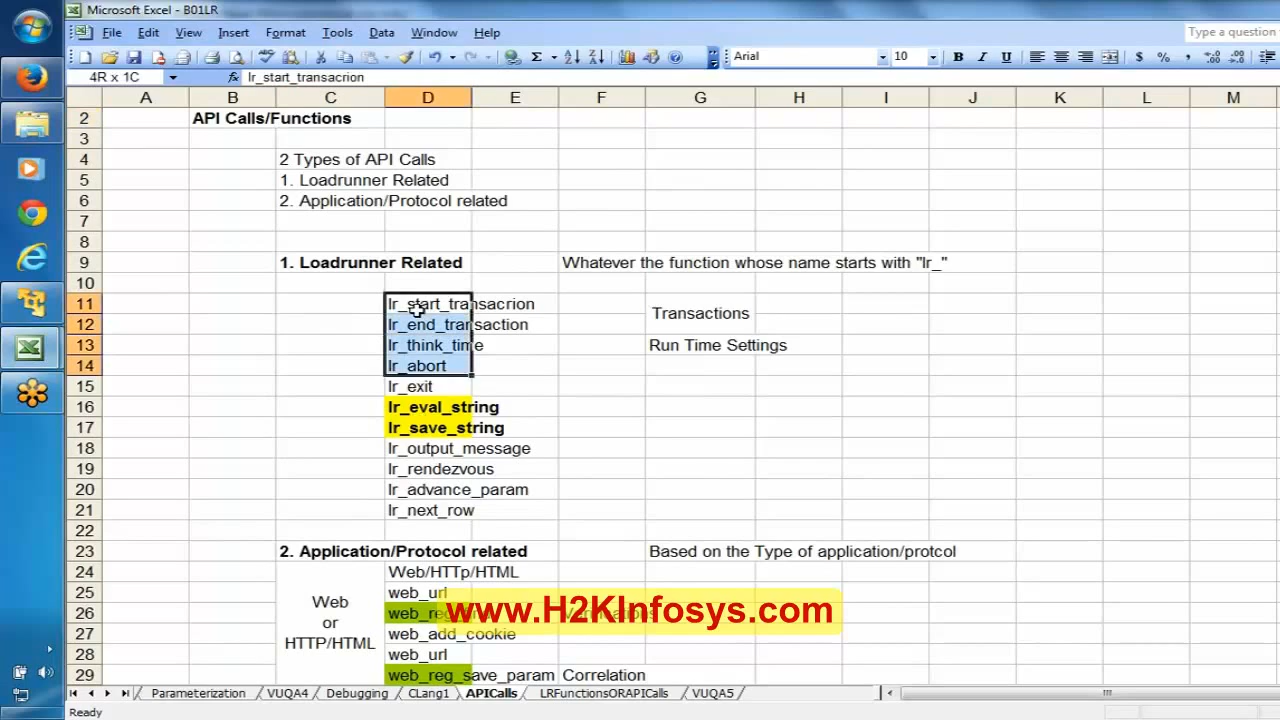 Microsoft Excel - B01LR
File Edit View Insert Format Tools Data Window Help
Type a question
Arial 10 B I U $ % ,
4R x 1C fx lr_start_transacrion
A B C D E F G H I J K L M
2 API Calls/Functions
3
4 2 Types of API Calls
5 1. Loadrunner Related
6 2. Application/Protocol related
7
8
9 1. Loadrunner Related Whatever the function whose name starts with "lr_"
10
11 lr_start_transacrion
Transactions
12 lr_end_transaction
13 lr_think_time Run Time Settings
14 lr_abort
15 lr_exit
16 lr_eval_string
17 lr_save_string
18 lr_output_message
19 lr_rendezvous
20 lr_advance_param
21 lr_next_row
22
23 2. Application/Protocol related Based on the Type of application/protcol
24 Web/HTTp/HTML
25 web_url
Web
or
HTTP/HTML
26
www.H2KInfosys.com
27 web_add_cookie
28 web_url
29 web_reg_save_param Correlation
Parameterization VUQA4 Debugging CLang1 APICalls LRFunctionsORAPICalls VUQA5
Ready